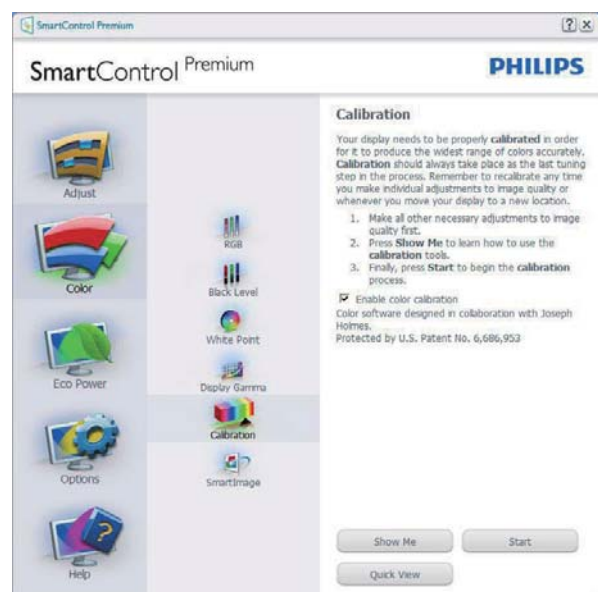 SmartControl Premium
? x
SmartControl Premium
PHILIPS
Adjust
Color
Eco Power
Options
Help
RGB
Black Level
White Point
Display Gamma
Calibration
SmartImage
Calibration
Your display needs to be properly calibrated in order
for it to produce the widest range of colors accurately.
Calibration should always take place as the last tuning
step in the process. Remember to recalibrate any time
you make individual adjustments to image quality or
whenever you move your display to a new location.
1. Make all other necessary adjustments to image
quality first.
2. Press Show Me to learn how to use the
calibration tools.
3. Finally, press Start to begin the calibration
process.
Enable color calibration
Color software designed in collaboration with Joseph
Holmes.
Protected by U.S. Patent No. 6,686,953
Show Me
Start
Quick View